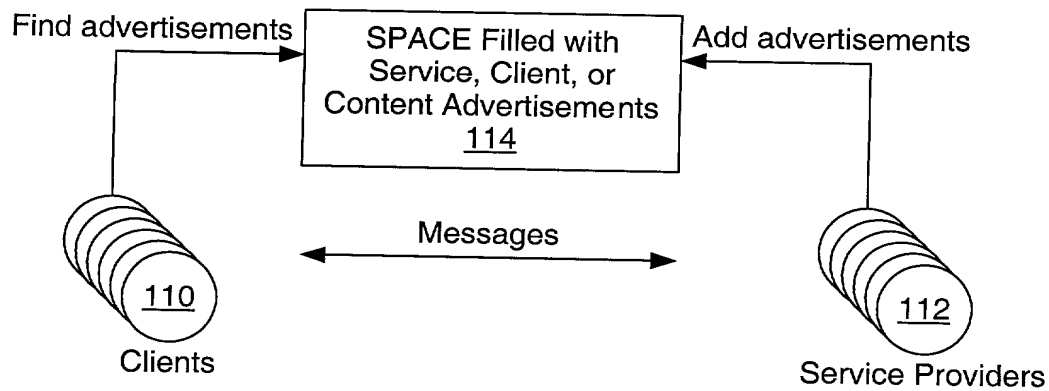 Find advertisements
SPACE Filled with
Service, Client, or
Content Advertisements
114
Add advertisements
Messages
110
Clients
112
Service Providers